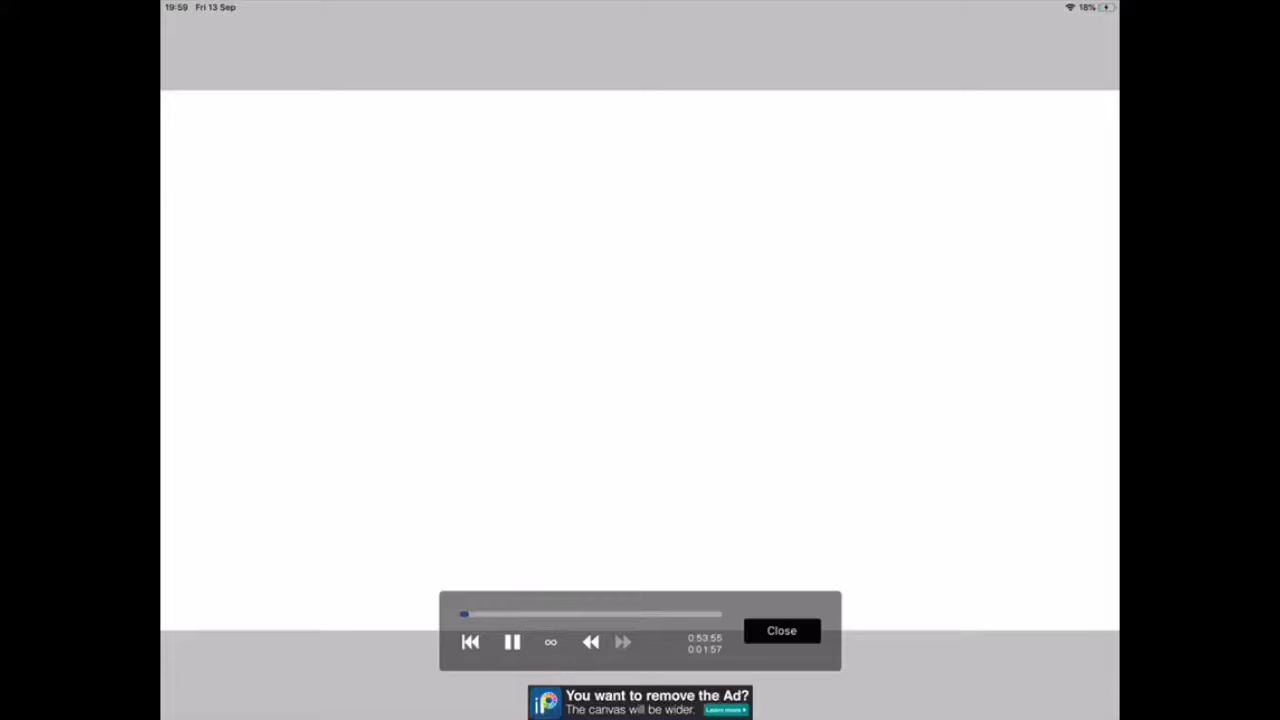 19:59 Fri 13 Sep 18%
0:53:55
0:01:57
Close
iP
You want to remove the Ad?
The canvas will be wider. Learn more